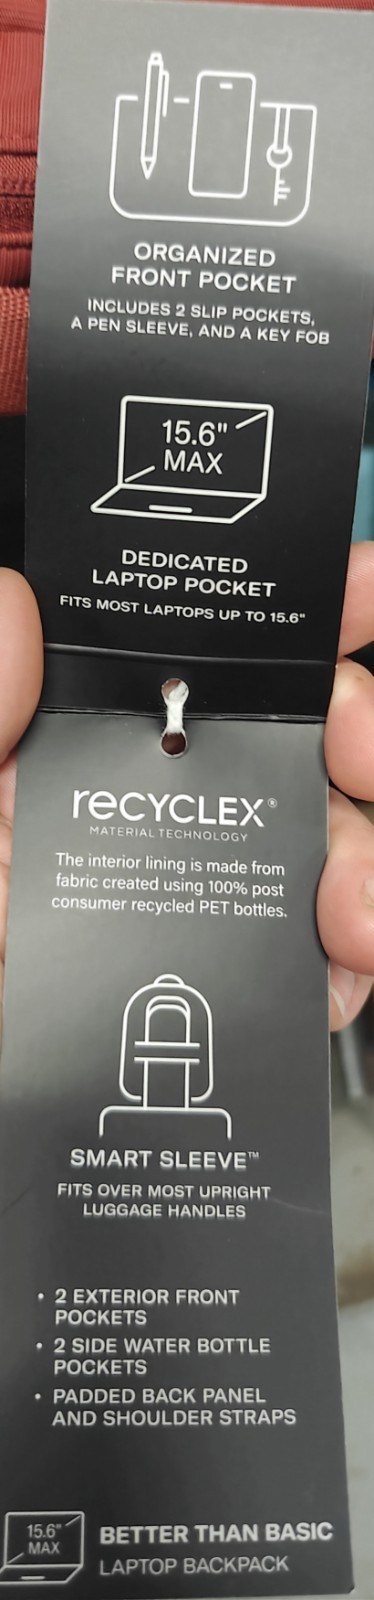 ORGANIZED
FRONT POCKET
INCLUDES 2 SLIP POCKETS,
A PEN SLEEVE, AND A KEY FOB
15.6"
MAX
DEDICATED
LAPTOP POCKET
FITS MOST LAPTOPS UP TO 15.6"
reCYCLEX®
MATERIAL TECHNOLOGY
The interior lining is made from
fabric created using 100% post
consumer recycled PET bottles.
SMART SLEEVE™
FITS OVER MOST UPRIGHT
LUGGAGE HANDLES
• 2 EXTERIOR FRONT
POCKETS
• 2 SIDE WATER BOTTLE
POCKETS
• PADDED BACK PANEL
AND SHOULDER STRAPS
15.6"
MAX
BETTER THAN BASIC
LAPTOP BACKPACK